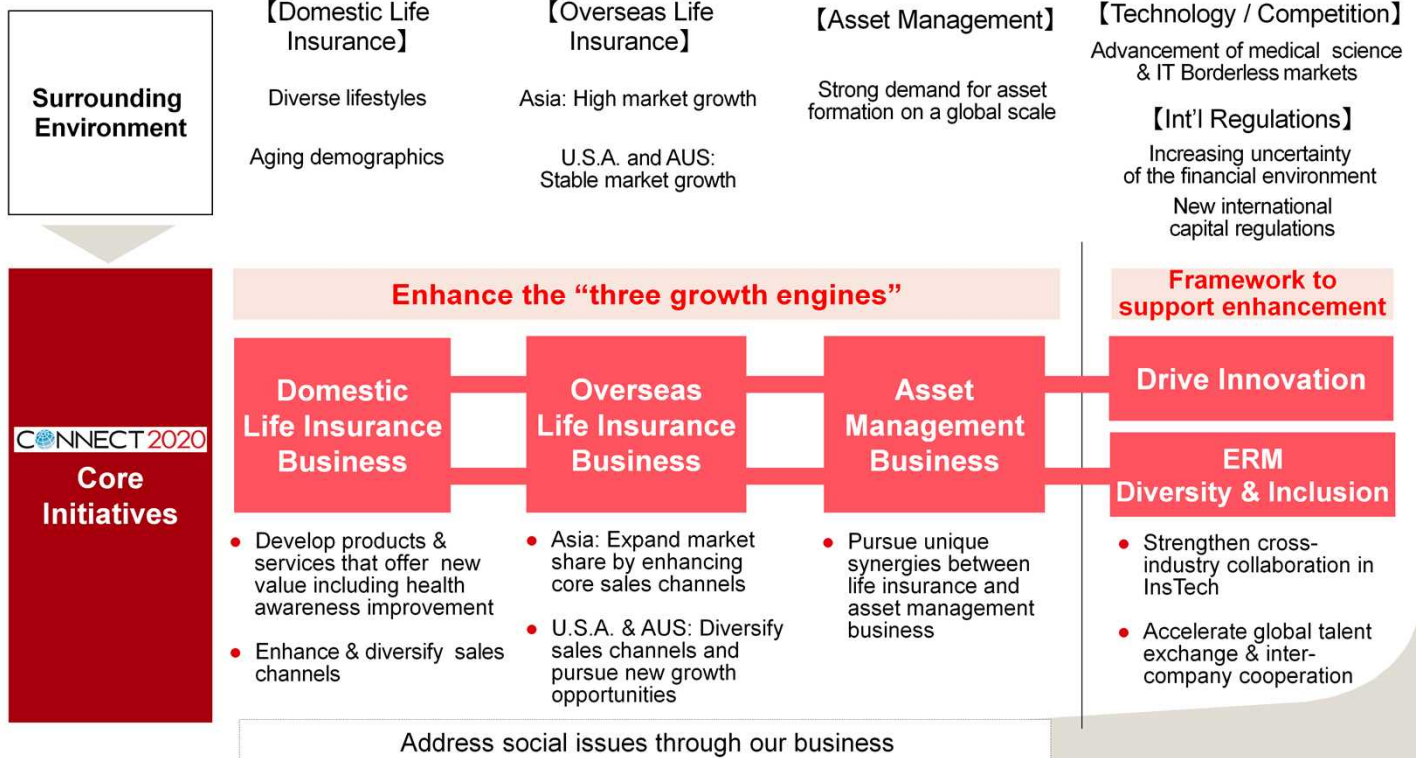 Surrounding
Environment
【Domestic Life
Insurance】
Diverse lifestyles
Aging demographics
【Overseas Life
Insurance】
Asia: High market growth
U.S.A. and AUS:
Stable market growth
【Asset Management】
Strong demand for asset
formation on a global scale
【Technology / Competition】
Advancement of medical science
& IT Borderless markets
【Int'l Regulations】
Increasing uncertainty
of the financial environment
New international
capital regulations
CONNECT 2020
Core
Initiatives
Enhance the “three growth engines”
Framework to
support enhancement
Domestic
Life Insurance
Business
Overseas
Life Insurance
Business
Asset
Management
Business
Drive Innovation
ERM
Diversity & Inclusion
● Develop products &
services that offer new
value including health
awareness improvement
● Enhance & diversify sales
channels
● Asia: Expand market
share by enhancing
core sales channels
● U.S.A. & AUS: Diversify
sales channels and
pursue new growth
opportunities
● Pursue unique
synergies between
life insurance and
asset management
business
● Strengthen cross-
industry collaboration in
InsTech
● Accelerate global talent
exchange & inter-
company cooperation
Address social issues through our business